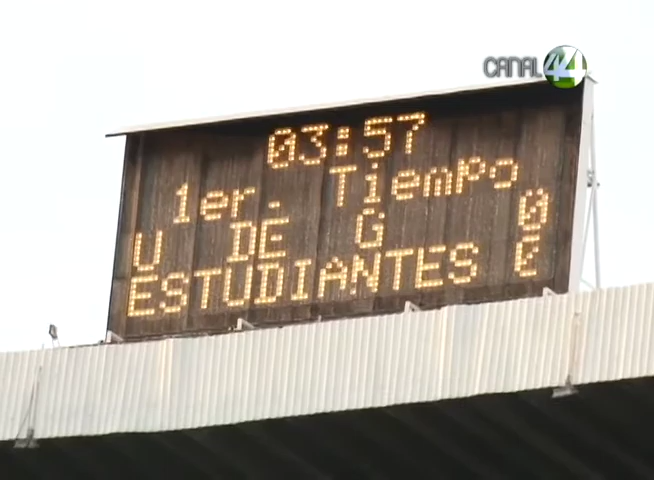 CANAL 44
03:57
1er. Tiempo
U DE G 0
ESTUDIANTES 0